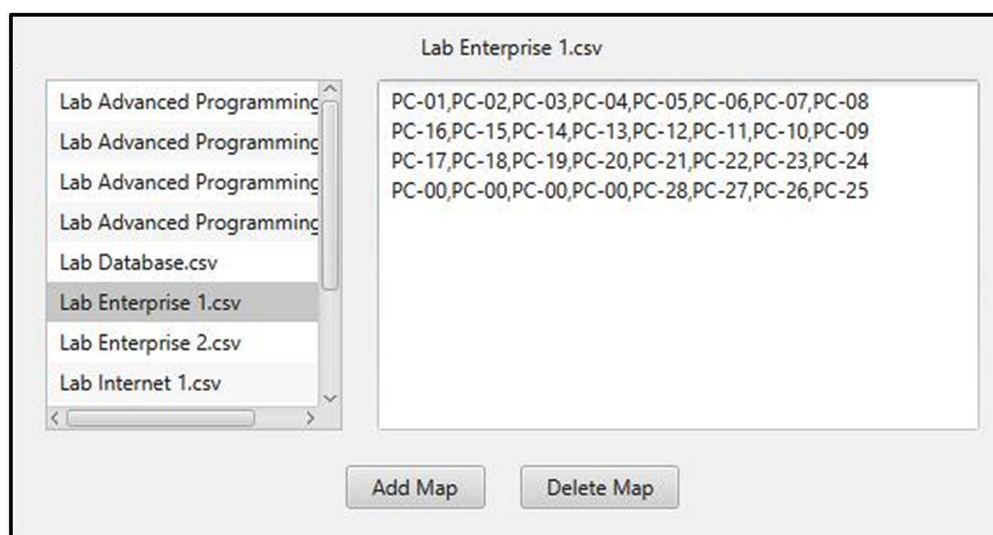 Lab Enterprise 1.csv
Lab Advanced Programming
Lab Advanced Programming
Lab Advanced Programming
Lab Advanced Programming
Lab Database.csv
Lab Enterprise 1.csv
Lab Enterprise 2.csv
Lab Internet 1.csv
PC-01,PC-02,PC-03,PC-04,PC-05,PC-06,PC-07,PC-08
PC-16,PC-15,PC-14,PC-13,PC-12,PC-11,PC-10,PC-09
PC-17,PC-18,PC-19,PC-20,PC-21,PC-22,PC-23,PC-24
PC-00,PC-00,PC-00,PC-00,PC-28,PC-27,PC-26,PC-25
Add Map
Delete Map